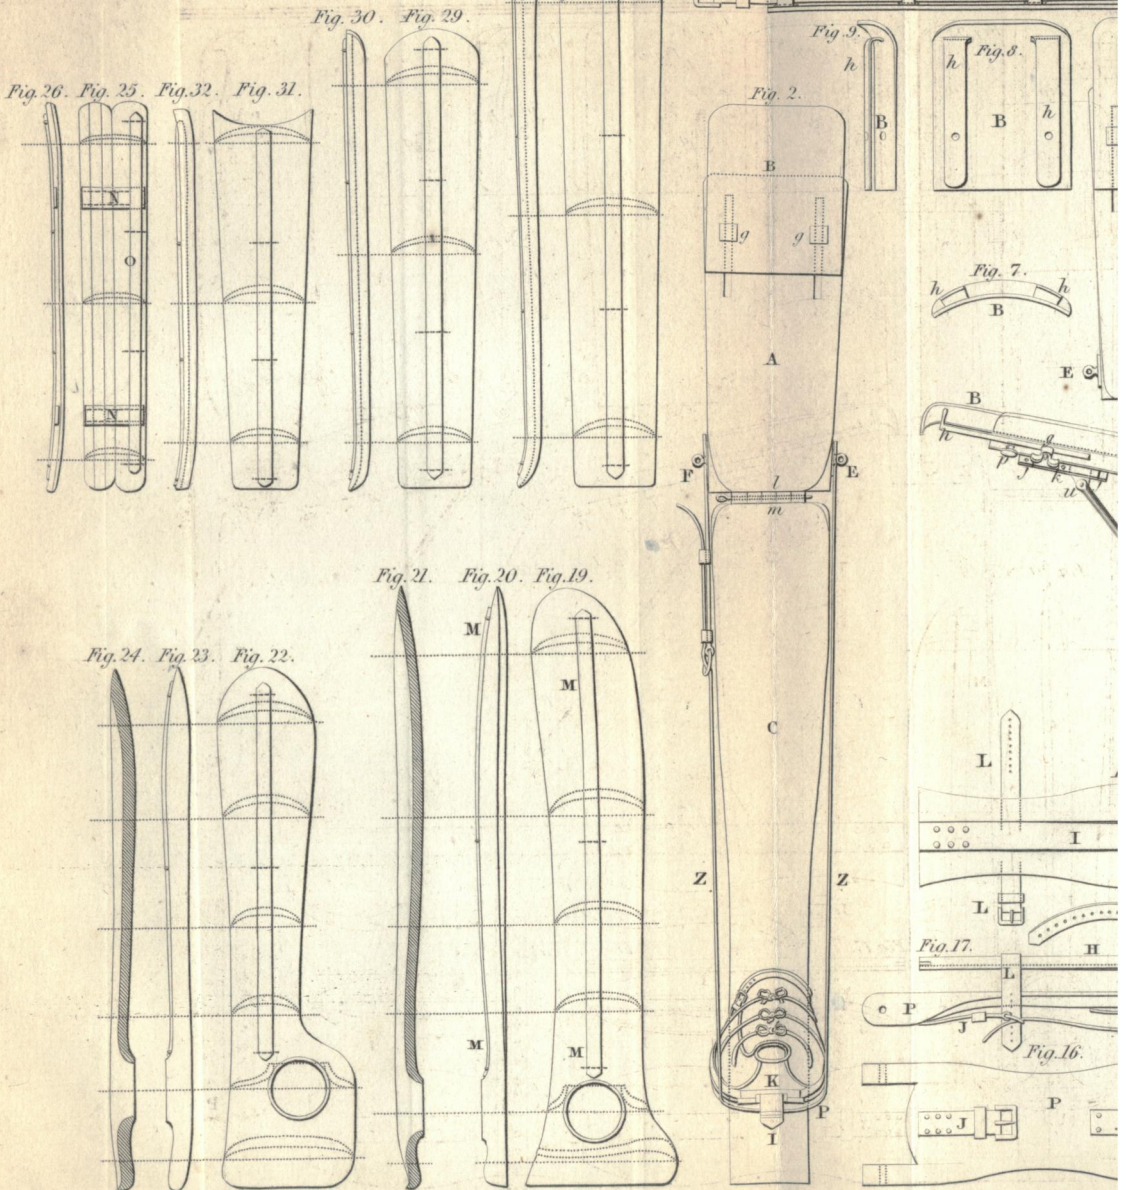 Fig. 30. Fig. 29.
Fig. 9.
h
B
Fig. 8.
h
h
B
Fig. 26. Fig. 25. Fig. 32. Fig. 31.
N
O
N
Fig. 2.
B
g
g
A
F
E
l
m
C
Z
Z
K
P
I
Fig. 7.
h
h
B
E
B
h
g
p
j
k
j
u
Fig. 21. Fig. 20. Fig. 19.
M
M
M
M
Fig. 24. Fig. 23. Fig. 22.
L
I
L
H
Fig. 17.
L
P
J
Fig. 16.
P
J